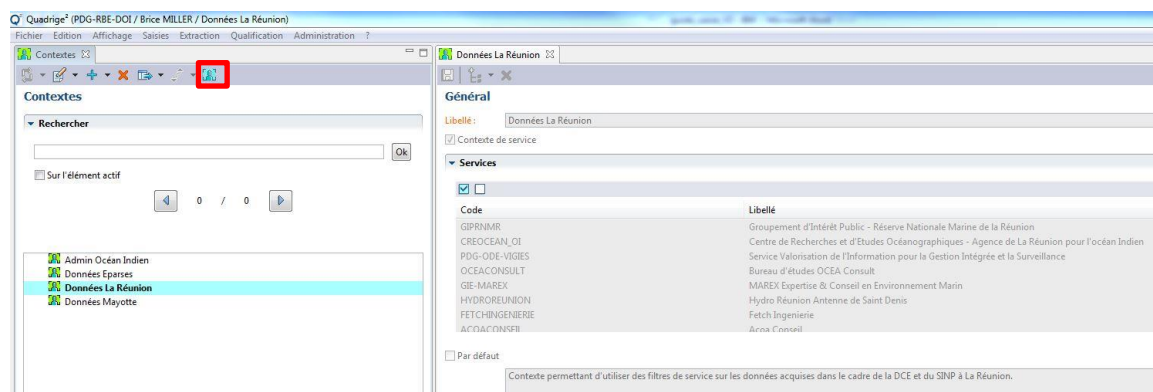 Quadrige² (PDG-RBE-DOI / Brice MILLER / Données La Réunion)
Fichier Edition Affichage Saisies Extraction Qualification Administration ?
Contextes
Contextes
Rechercher
Ok
Sur l'élément actif
0 / 0
Admin Océan Indien
Données Eparses
Données La Réunion
Données Mayotte
Données La Réunion
Général
Libellé : Données La Réunion
Contexte de service
Services
Code Libellé
GIPRNMR Groupement d'Intérêt Public - Réserve Nationale Marine de la Réunion
CREOCEAN_OI Centre de Recherches et d'Etudes Océanographiques - Agence de La Réunion pour l'océan Indien
PDG-ODE-VIGIES Service Valorisation de l'Information pour la Gestion Intégrée et la Surveillance
OCEACONSULT Bureau d'études OCEA Consult
GIE-MAREX MAREX Expertise & Conseil en Environnement Marin
HYDROREUNION Hydro Réunion Antenne de Saint Denis
FETCHINGENIERIE Fetch Ingenierie
ACOACONSEIL Acoa Conseil
Par défaut
Contexte permettant d'utiliser des filtres de service sur les données acquises dans le cadre de la DCE et du SINP à La Réunion.